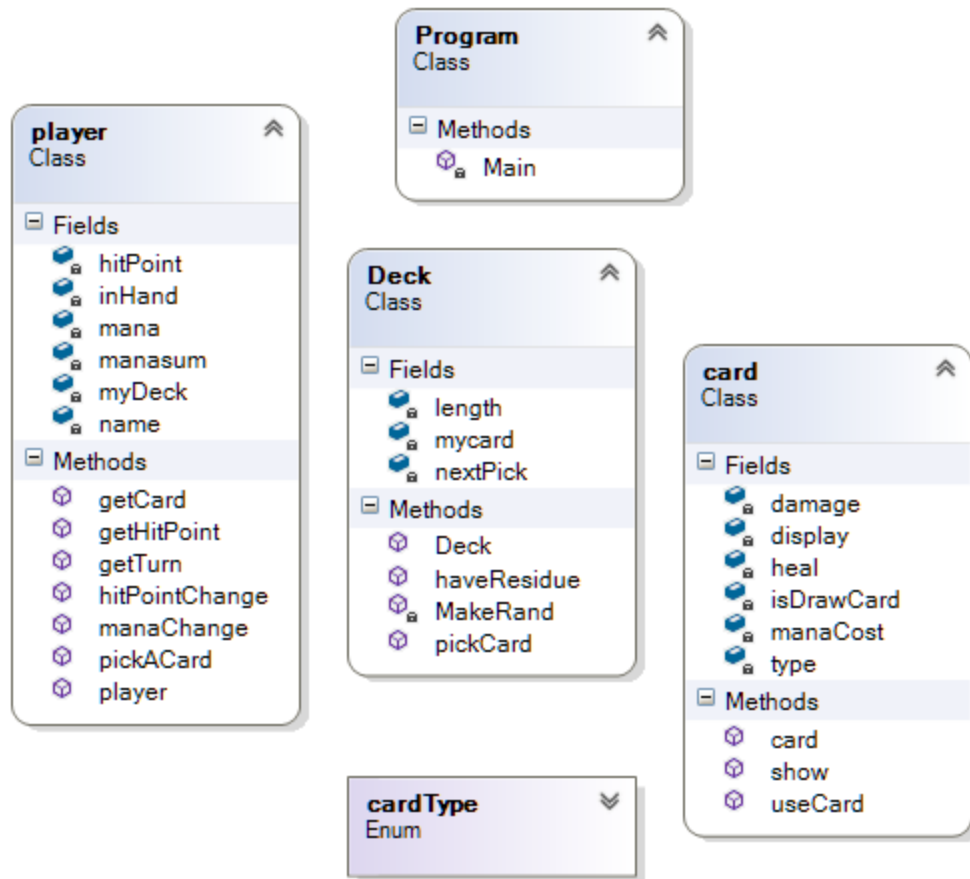 Program
Class
Methods
Main
player
Class
Fields
hitPoint
inHand
mana
manasum
myDeck
name
Methods
getCard
getHitPoint
getTurn
hitPointChange
manaChange
pickACard
player
Deck
Class
Fields
length
mycard
nextPick
Methods
Deck
haveResidue
MakeRand
pickCard
card
Class
Fields
damage
display
heal
isDrawCard
manaCost
type
Methods
card
show
useCard
cardType
Enum